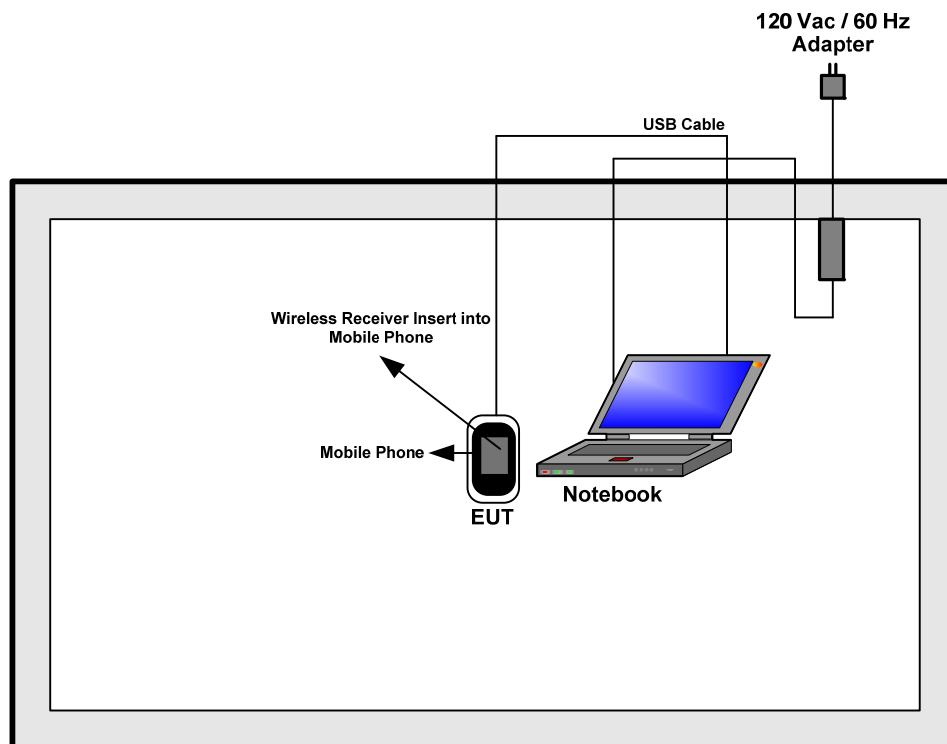 120 Vac / 60 Hz
Adapter
USB Cable
Wireless Receiver Insert into
Mobile Phone
Mobile Phone
EUT
Notebook